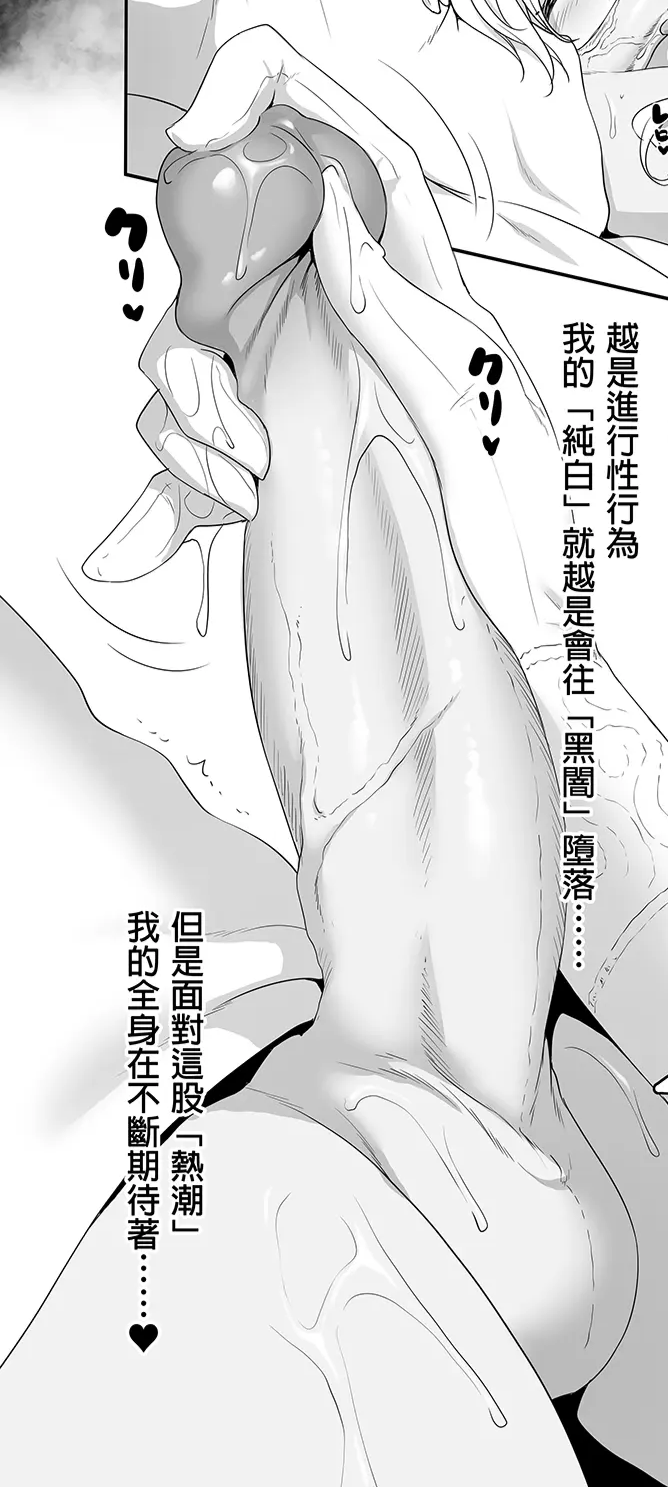 レロ
クリ♥
クリ♥
越是進行性行為
我的「純白」就越是會往「黑闇」墮落……
但是面對這股「熱潮」
我的全身在不斷期待著……♥